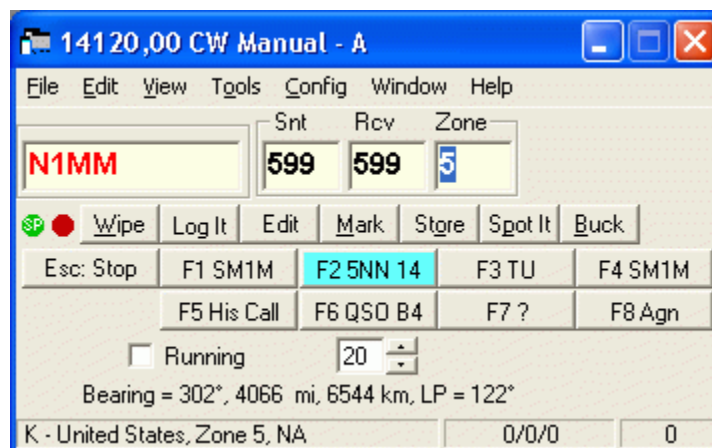 14120,00 CW Manual - A
File Edit View Tools Config Window Help
Snt Rcv Zone
N1MM 599 599 5
SP Wipe Log It Edit Mark Store Spot It Buck
Esc: Stop F1 SM1M F2 5NN 14 F3 TU F4 SM1M
F5 His Call F6 QSO B4 F7 ? F8 Agn
Running 20
Bearing = 302°, 4066 mi, 6544 km, LP = 122°
K - United States, Zone 5, NA 0/0/0 0